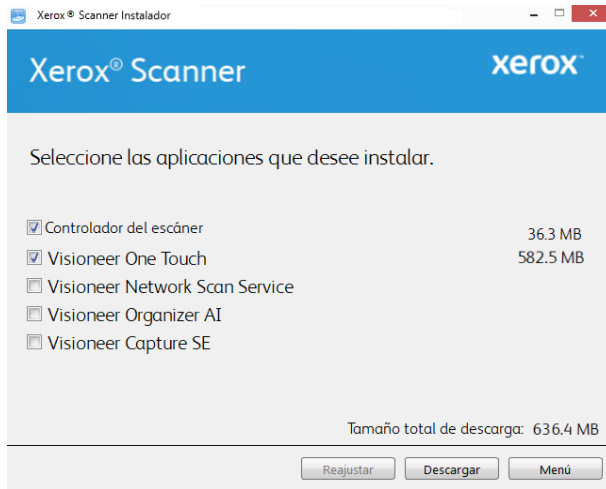 Xerox ® Scanner Instalador
Xerox® Scanner
xerox™
Seleccione las aplicaciones que desee instalar.
Controlador del escáner 36.3 MB
Visioneer One Touch 582.5 MB
Visioneer Network Scan Service
Visioneer Organizer AI
Visioneer Capture SE
Tamaño total de descarga: 636.4 MB
Reajustar Descargar Menú